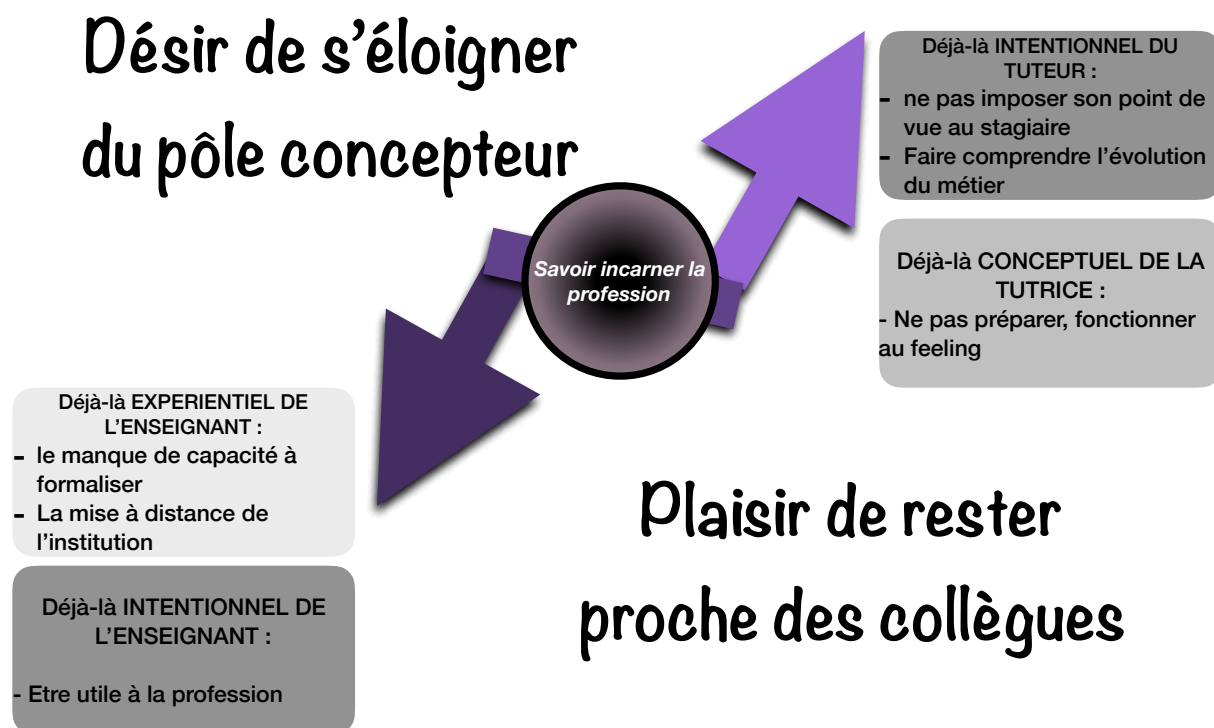 Désir de s'éloigner
du pôle concepteur
Déjà-là INTENTIONNEL DU
TUTEUR :
- ne pas imposer son point de
vue au stagiaire
- Faire comprendre l'évolution
du métier
Savoir incarner la
profession
Déjà-là CONCEPTUEL DE LA
TUTRICE :
- Ne pas préparer, fonctionner
au feeling
Déjà-là EXPERIENTIEL DE
L'ENSEIGNANT :
- le manque de capacité à
formaliser
- La mise à distance de
l'institution
Plaisir de rester
proche des collègues
Déjà-là INTENTIONNEL DE
L'ENSEIGNANT :
- Etre utile à la profession